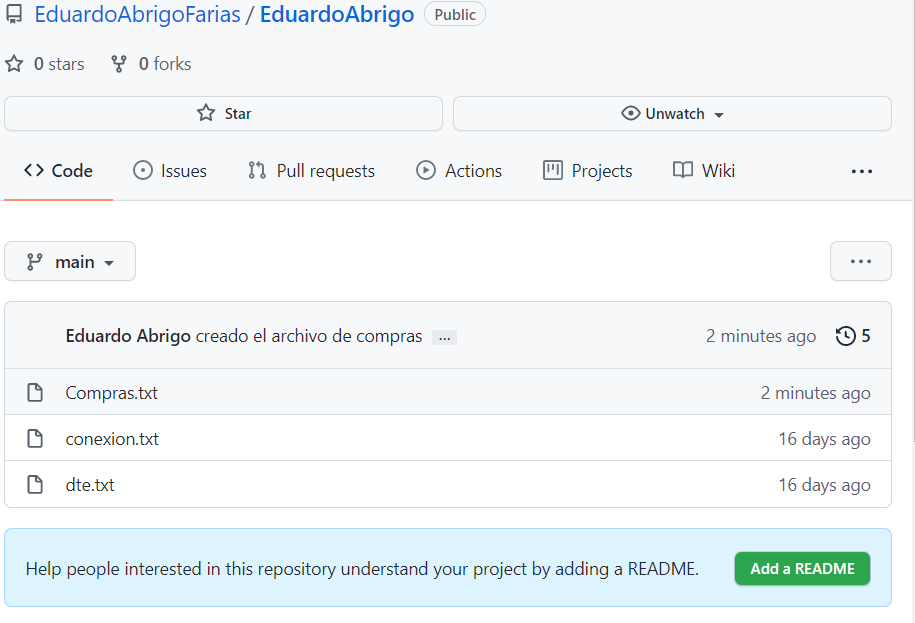 EduardoAbrigoFarias / EduardoAbrigo Public
0 stars 0 forks
Star Unwatch
Code Issues Pull requests Actions Projects Wiki ...
main ...
Eduardo Abrigo creado el archivo de compras ... 2 minutes ago 5
Compras.txt 2 minutes ago
conexion.txt 16 days ago
dte.txt 16 days ago
Help people interested in this repository understand your project by adding a README. Add a README